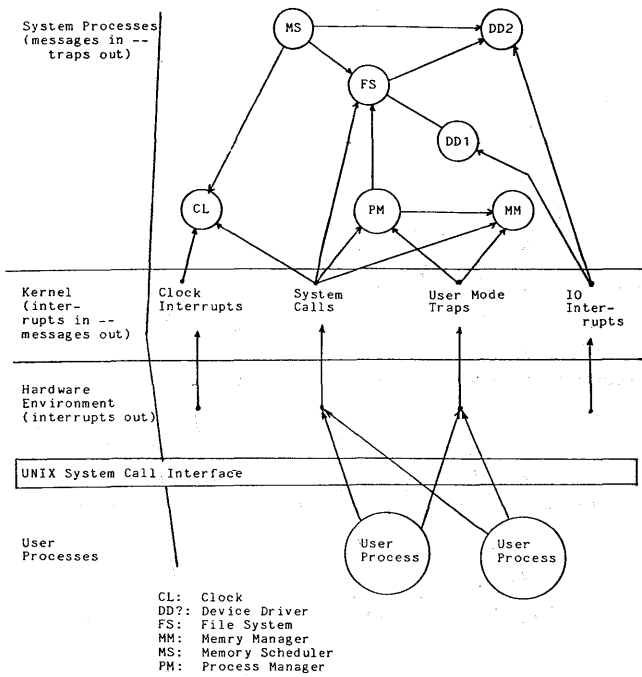 System Processes
(messages in --
traps out)
MS
DD2
FS
DD1
CL
PM
MM
Kernel
(inter-
rupts in --
messages out)
Clock
Interrupts
System
Calls
User Mode
Traps
IO
Inter-
rupts
Hardware
Environment
(interrupts out)
UNIX System Call Interface
User
Processes
User
Process
User
Process
CL: Clock
DD?: Device Driver
FS: File System
MM: Memry Manager
MS: Memory Scheduler
PM: Process Manager